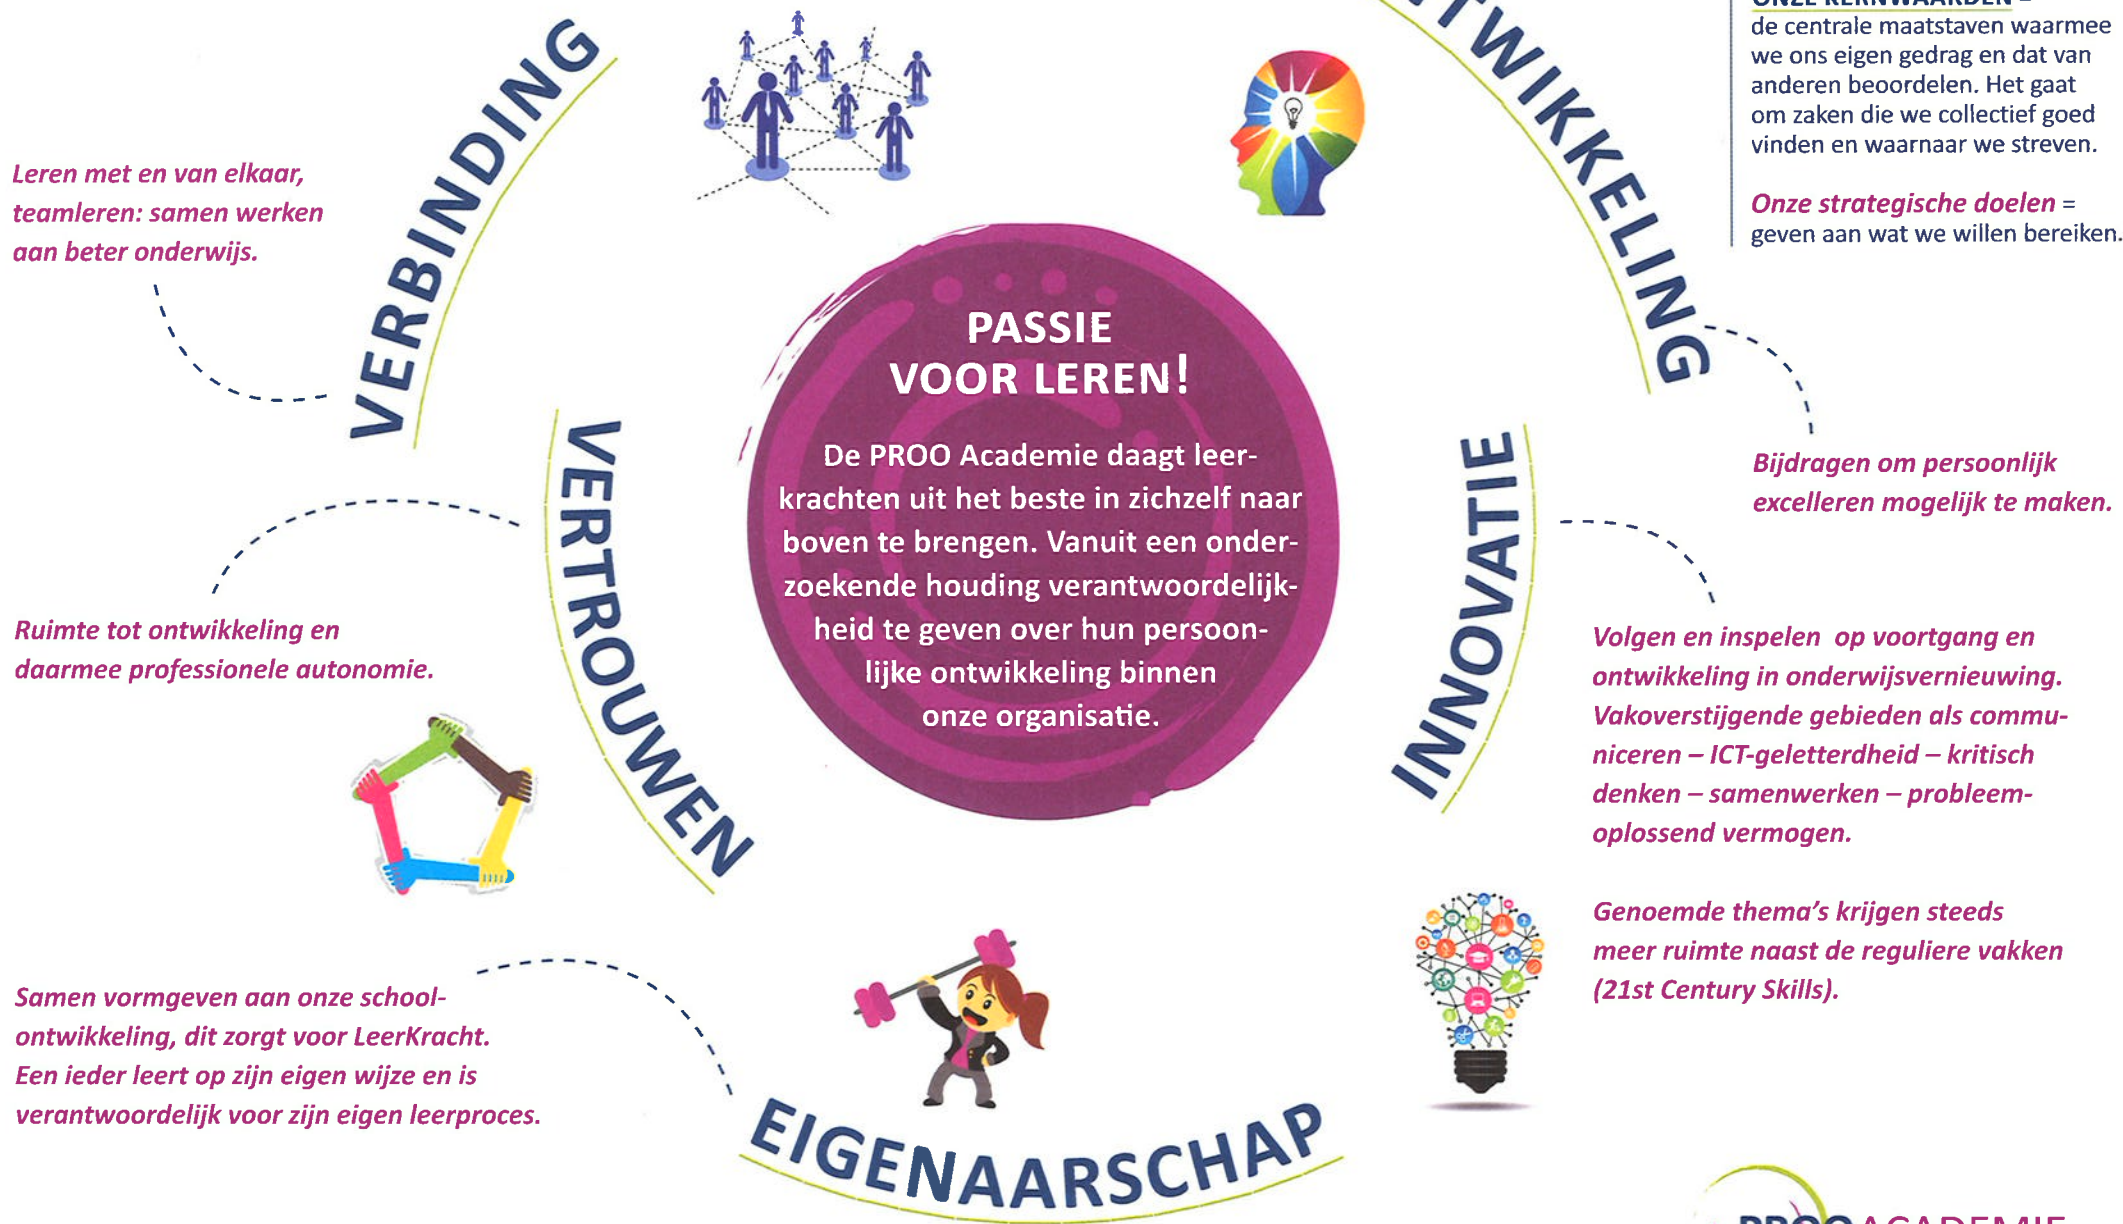 ONZE KERNWAARDEN =
de centrale maatstaven waarmee
we ons eigen gedrag en dat van
anderen beoordelen. Het gaat
om zaken die we collectief goed
vinden en waarnaar we streven.
Onze strategische doelen =
geven aan wat we willen bereiken.
VERBINDING
Leren met en van elkaar,
teamleren: samen werken
aan beter onderwijs.
TWIKKELING
Bijdragen om persoonlijk
excelleren mogelijk te maken.
PASSIE
VOOR LEREN!
De PROO Academie daagt leer-
krachten uit het beste in zichzelf naar
boven te brengen. Vanuit een onder-
zoekende houding verantwoordelijk-
heid te geven over hun persoon-
lijke ontwikkeling binnen
onze organisatie.
VERTROUWEN
Ruimte tot ontwikkeling en
daarmee professionele autonomie.
INNOVATIE
Volgen en inspelen op voortgang en
ontwikkeling in onderwijsvernieuwing.
Vakoverstijgende gebieden als commu-
niceren – ICT-geletterdheid – kritisch
denken – samenwerken – probleem-
oplossend vermogen.
Genoemde thema's krijgen steeds
meer ruimte naast de reguliere vakken
(21st Century Skills).
Samen vormgeven aan onze school-
ontwikkeling, dit zorgt voor LeerKracht.
Een ieder leert op zijn eigen wijze en is
verantwoordelijk voor zijn eigen leerproces.
EIGENAARSCHAP
PROOACADEMIE